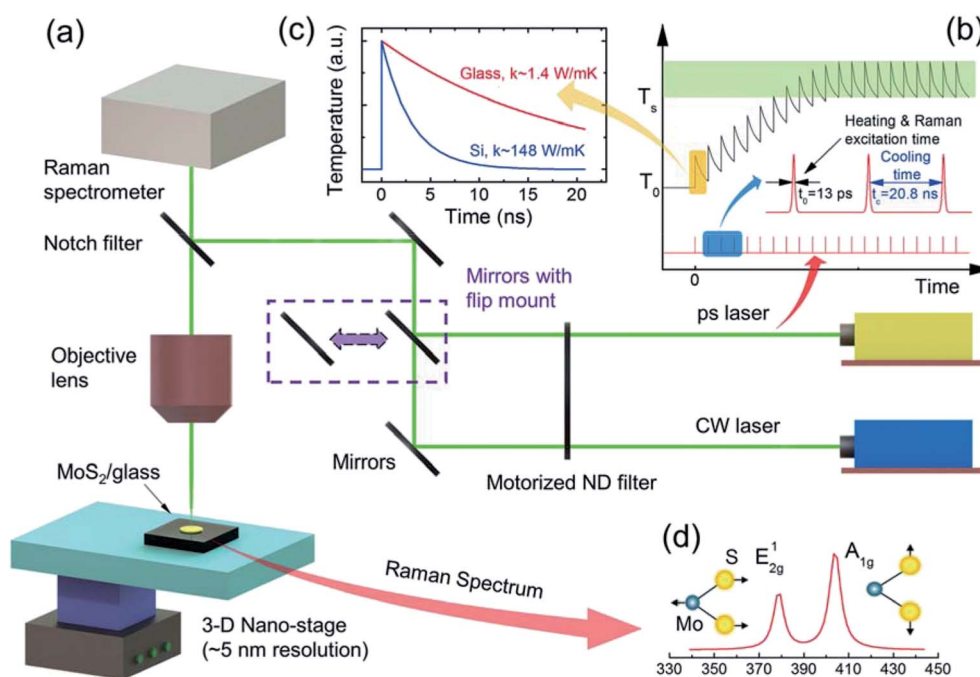 (a)
Raman
spectrometer
Notch filter
Objective
lens
MoS₂/glass
3-D Nano-stage
(~5 nm resolution)
Raman Spectrum
Mirrors with
flip mount
Mirrors
Motorized ND filter
ps laser
CW laser
(c)
Temperature (a.u.)
Glass, k~1.4 W/mK
Si, k~148 W/mK
0 5 10 15 20
Time (ns)
(b)
Tₛ
T₀
Heating & Raman
excitation time
t₀=13 ps
Cooling
time
t꜀=20.8 ns
0
Time
(d)
S E¹₂g A₁g
Mo
330 350 370 390 410 430 450